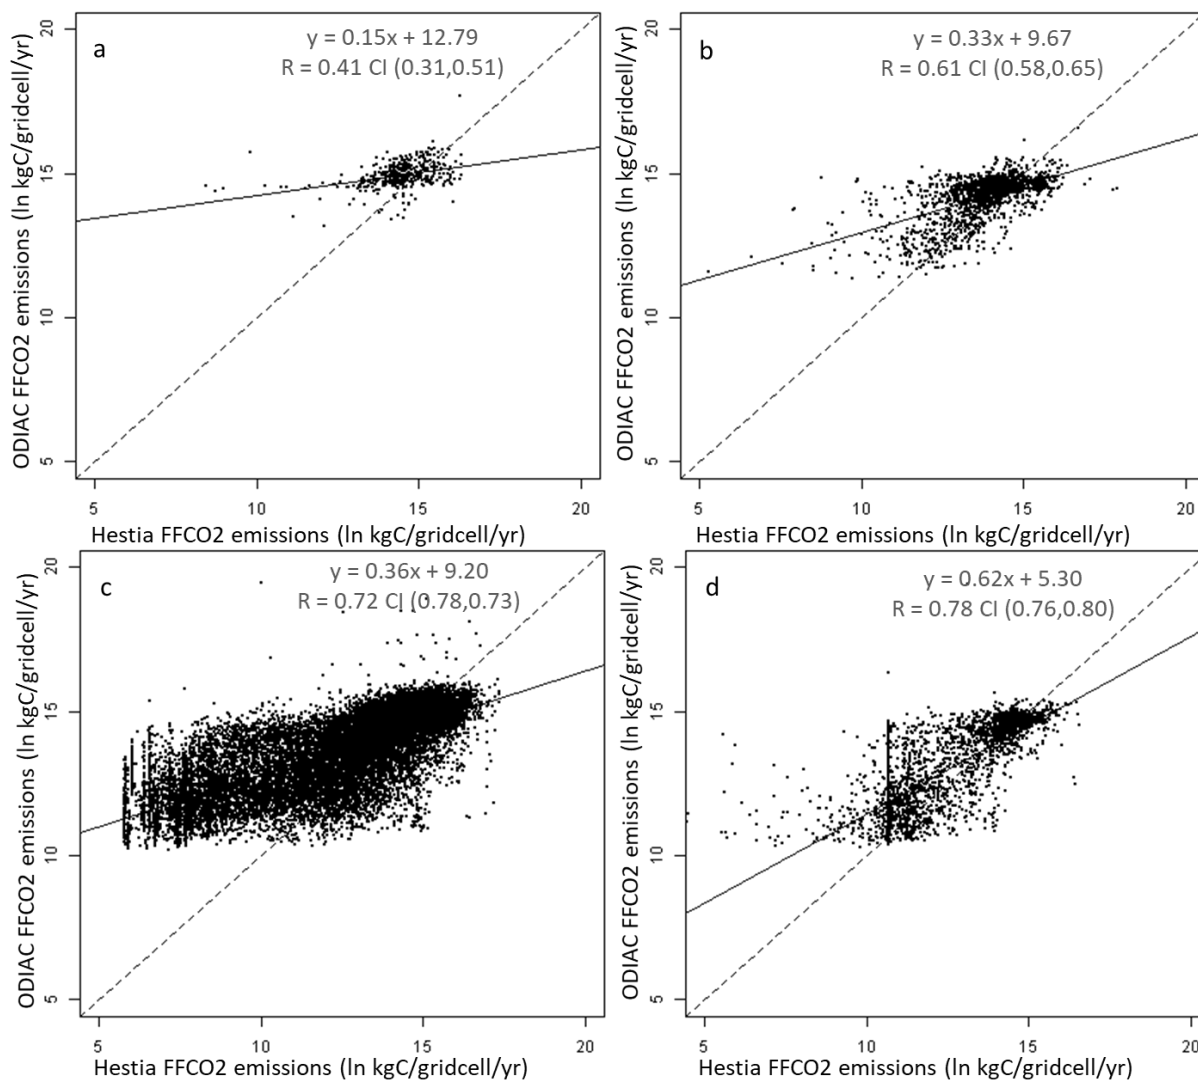 a
y = 0.15x + 12.79
R = 0.41 CI (0.31,0.51)
20
15
10
5
ODIAC FFCO2 emissions (ln kgC/gridcell/yr)
5 10 15 20
Hestia FFCO2 emissions (ln kgC/gridcell/yr)
b
y = 0.33x + 9.67
R = 0.61 CI (0.58,0.65)
20
15
10
5
ODIAC FFCO2 emissions (ln kgC/gridcell/yr)
5 10 15 20
Hestia FFCO2 emissions (ln kgC/gridcell/yr)
c
y = 0.36x + 9.20
R = 0.72 CI (0.78,0.73)
20
15
10
5
ODIAC FFCO2 emissions (ln kgC/gridcell/yr)
5 10 15 20
Hestia FFCO2 emissions (ln kgC/gridcell/yr)
d
y = 0.62x + 5.30
R = 0.78 CI (0.76,0.80)
20
15
10
5
ODIAC FFCO2 emissions (ln kgC/gridcell/yr)
5 10 15 20
Hestia FFCO2 emissions (ln kgC/gridcell/yr)